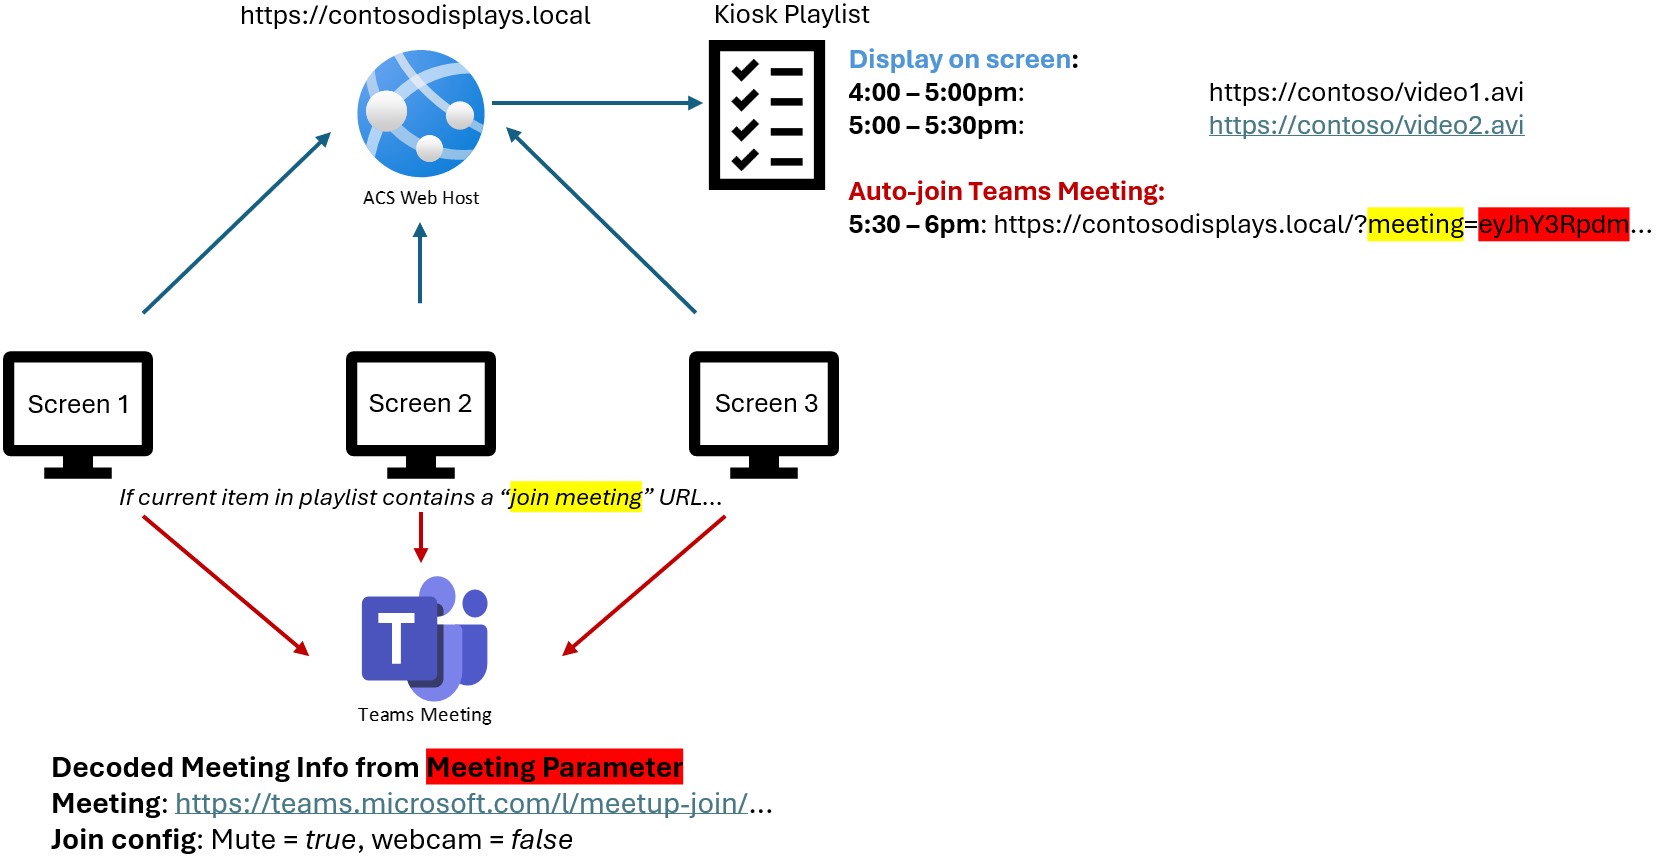 https://contosodisplays.local
Kiosk Playlist
Display on screen:
4:00 – 5:00pm: https://contoso/video1.avi
5:00 – 5:30pm: https://contoso/video2.avi
ACS Web Host
Auto-join Teams Meeting:
5:30 – 6pm: https://contosodisplays.local/?meeting=eyJhY3Rpdm...
Screen 1
Screen 2
Screen 3
If current item in playlist contains a “join meeting” URL...
T
Teams Meeting
Decoded Meeting Info from Meeting Parameter
Meeting: https://teams.microsoft.com/l/meetup-join/...
Join config: Mute = true, webcam = false